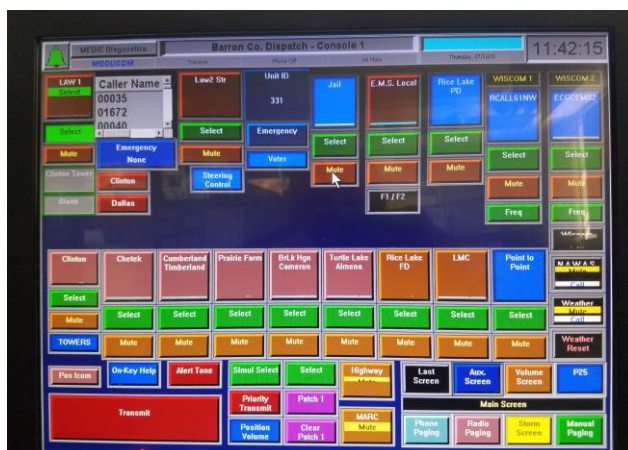 MEDIC Diagnostics
Barron Co. Dispatch - Console 1
11:42:15
MODUCOM
LAW 1
Select
Caller Name
00035
01672
00040
Law2 Str
Unit ID
331
Jail
E.M.S. Local
Rice Lake
PD
WISCOM 1
RCALL61NW
WISCOM 2
Select
Mute
Emergency
None
Select
Mute
Emergency
Voter
Select
Mute
Select
Mute
F1 / F2
Select
Mute
Select
Mute
Freq
Select
Mute
Freq
Clinton Tower
Alarm
Clinton
Dallas
Steering
Control
Clinton
Chetek
Cumberland
Timberland
Prairie Farm
BrLk Hgn
Cameron
Turtle Lake
Almena
Rice Lake
FD
LMC
Point to
Point
N A W A S
Mute
Call
Select
Mute
TOWERS
Select
Select
Select
Select
Select
Select
Select
Select
Mute
Mute
Mute
Mute
Mute
Mute
Mute
Mute
Weather
Mute
Call
Weather
Reset
Pos Icom
On-Key Help
Alert Tone
Simul Select
Select
Highway
Mute
Last
Screen
Aux.
Screen
Volume
Screen
P25
Transmit
Priority
Transmit
Patch 1
Main Screen
Position
Volume
Clear
Patch 1
MARC
Mute
Phone
Paging
Radio
Paging
Storm
Screen
Manual
Paging